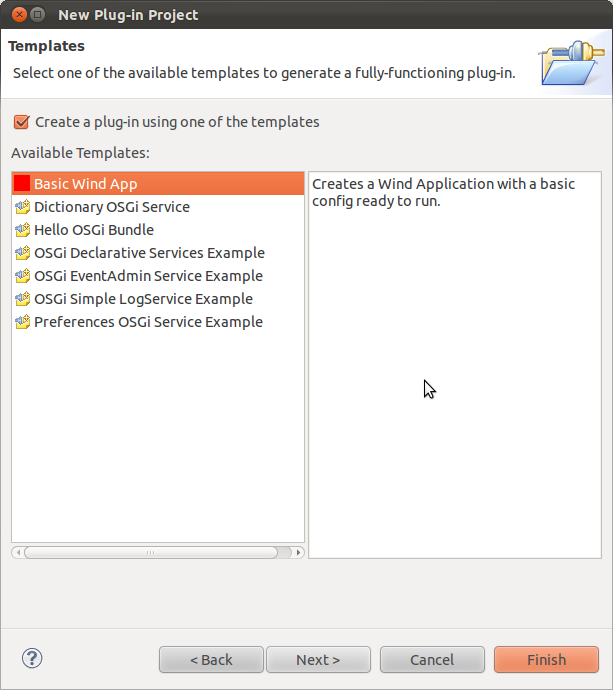 New Plug-in Project
Templates
Select one of the available templates to generate a fully-functioning plug-in.
Create a plug-in using one of the templates
Available Templates:
Basic Wind App
Dictionary OSGi Service
Hello OSGi Bundle
OSGi Declarative Services Example
OSGi EventAdmin Service Example
OSGi Simple LogService Example
Preferences OSGi Service Example
Creates a Wind Application with a basic
config ready to run.
?
< Back
Next >
Cancel
Finish